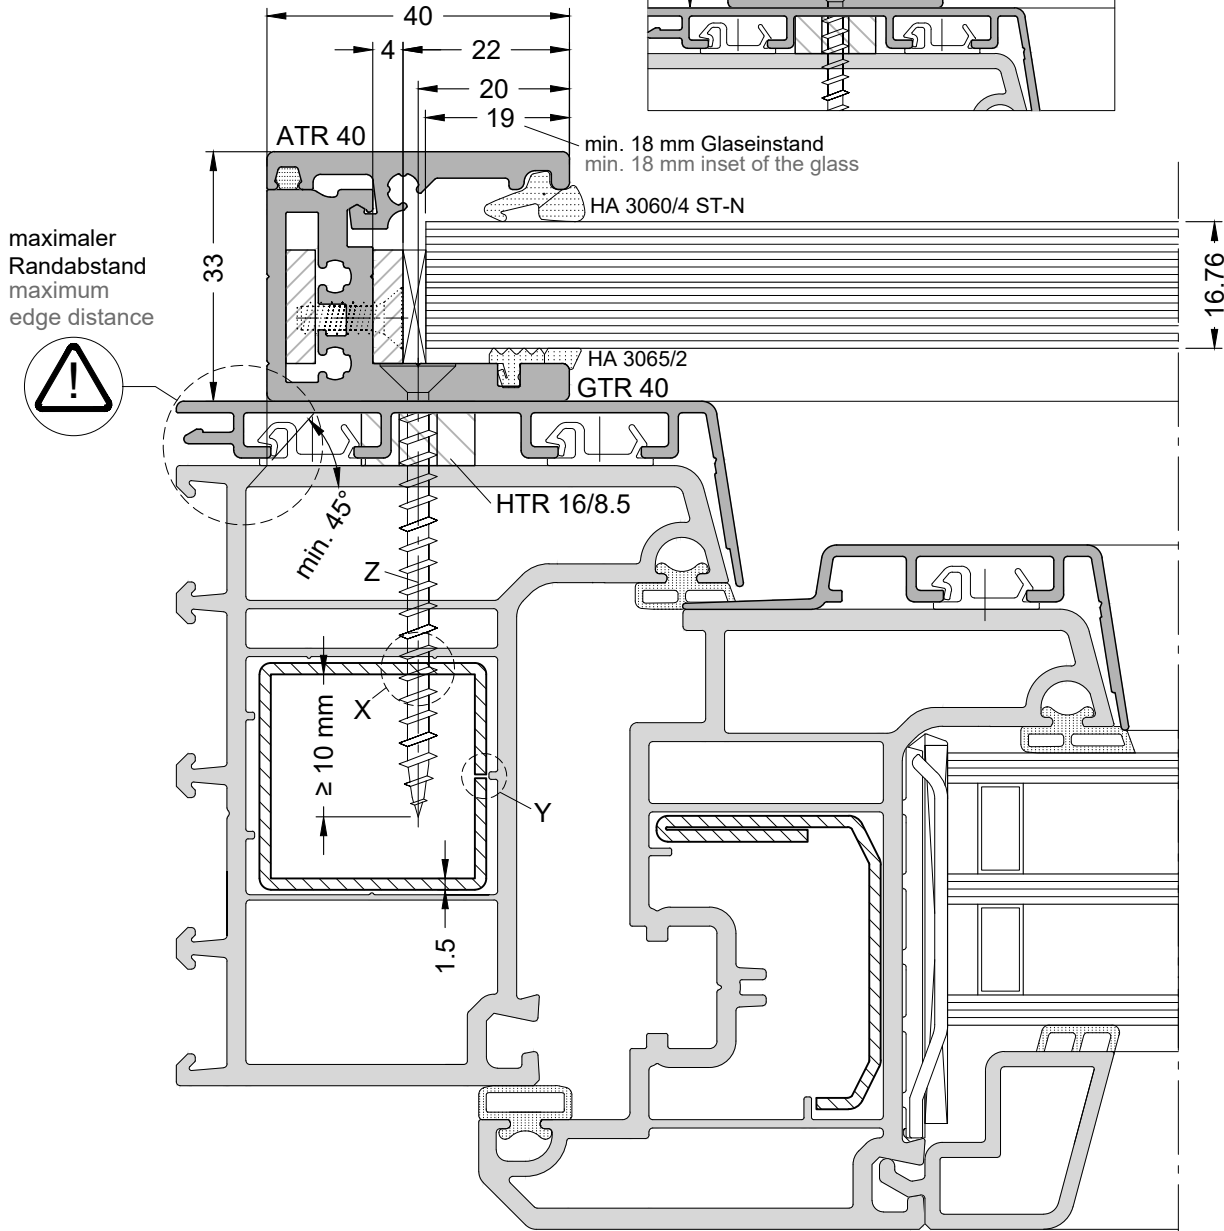 40
4
22
20
19
ATR 40
min. 18 mm Glaseinstand
min. 18 mm inset of the glass
HA 3060/4 ST-N
maximaler
Randabstand
maximum
edge distance
!
33
16.76
HA 3065/2
GTR 40
HTR 16/8.5
min. 45°
Z
X
≥ 10 mm
Y
1.5